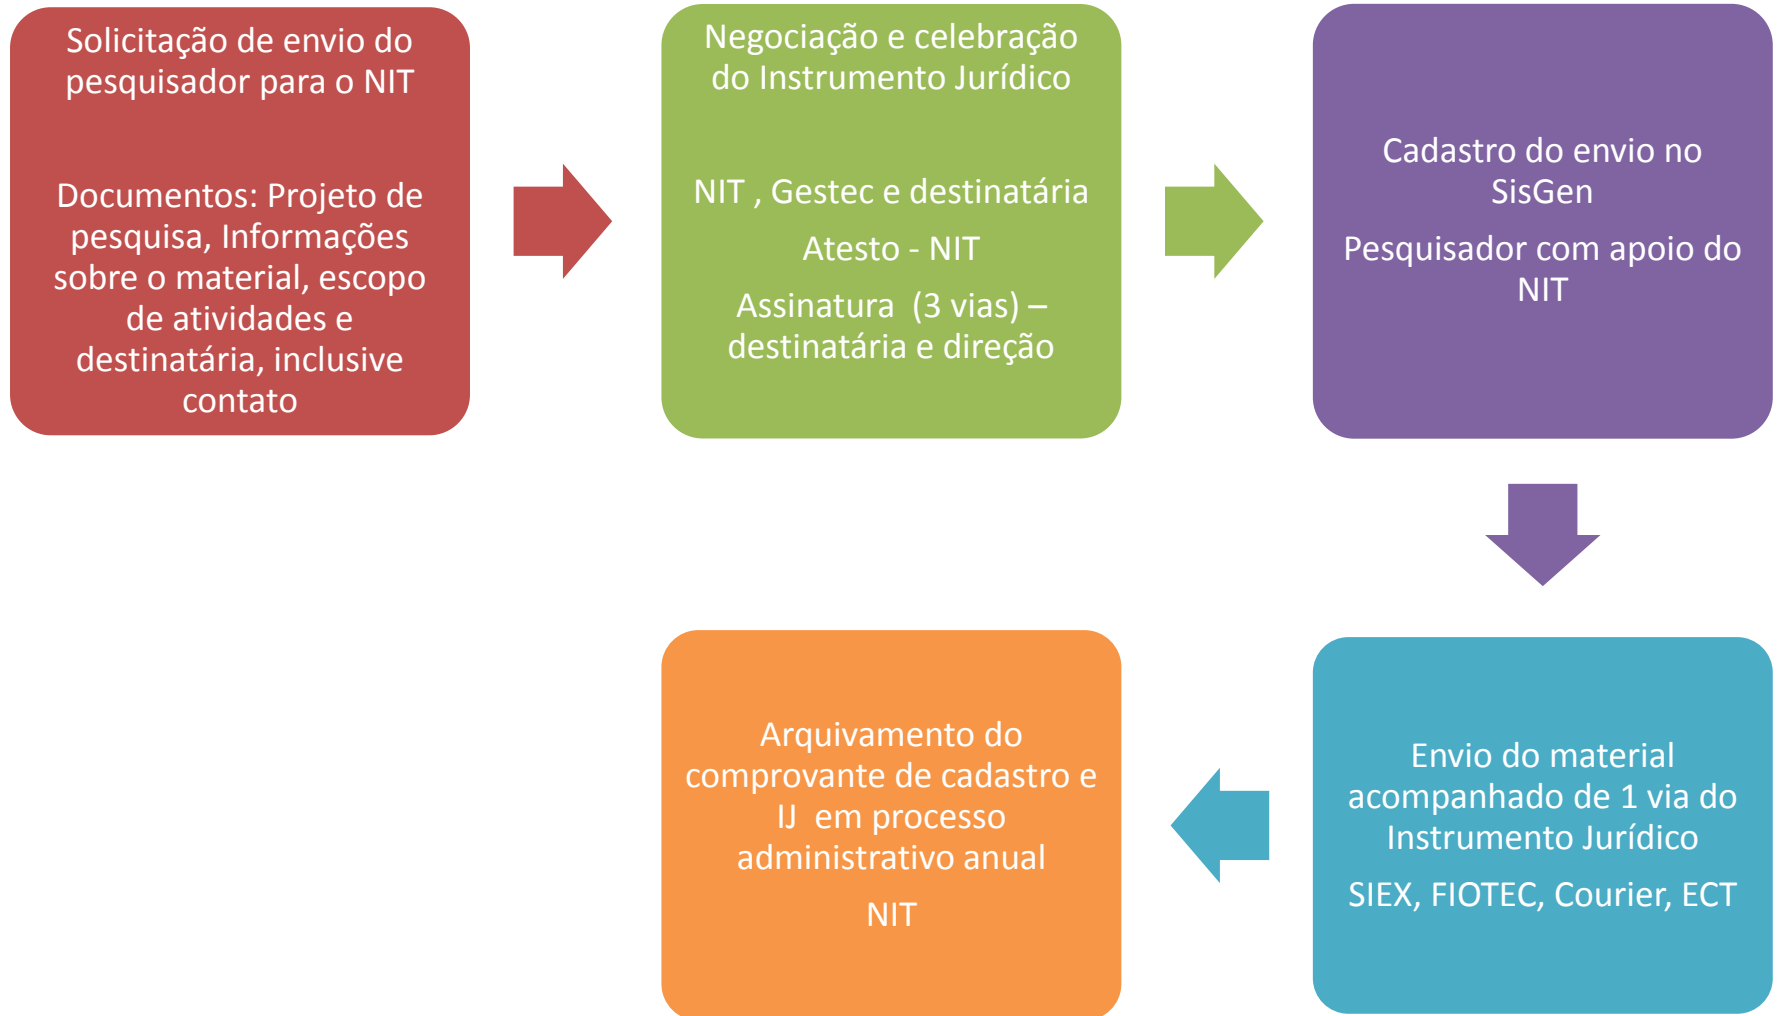 Solicitação de envio do
pesquisador para o NIT
Documentos: Projeto de
pesquisa, Informações
sobre o material, escopo
de atividades e
destinatária, inclusive
contato
Negociação e celebração
do Instrumento Jurídico
NIT , Gestec e destinatária
Atesto - NIT
Assinatura (3 vias) –
destinatária e direção
Cadastro do envio no
SisGen
Pesquisador com apoio do
NIT
Envio do material
acompanhado de 1 via do
Instrumento Jurídico
SIEX, FIOTEC, Courier, ECT
Arquivamento do
comprovante de cadastro e
IJ em processo
administrativo anual
NIT